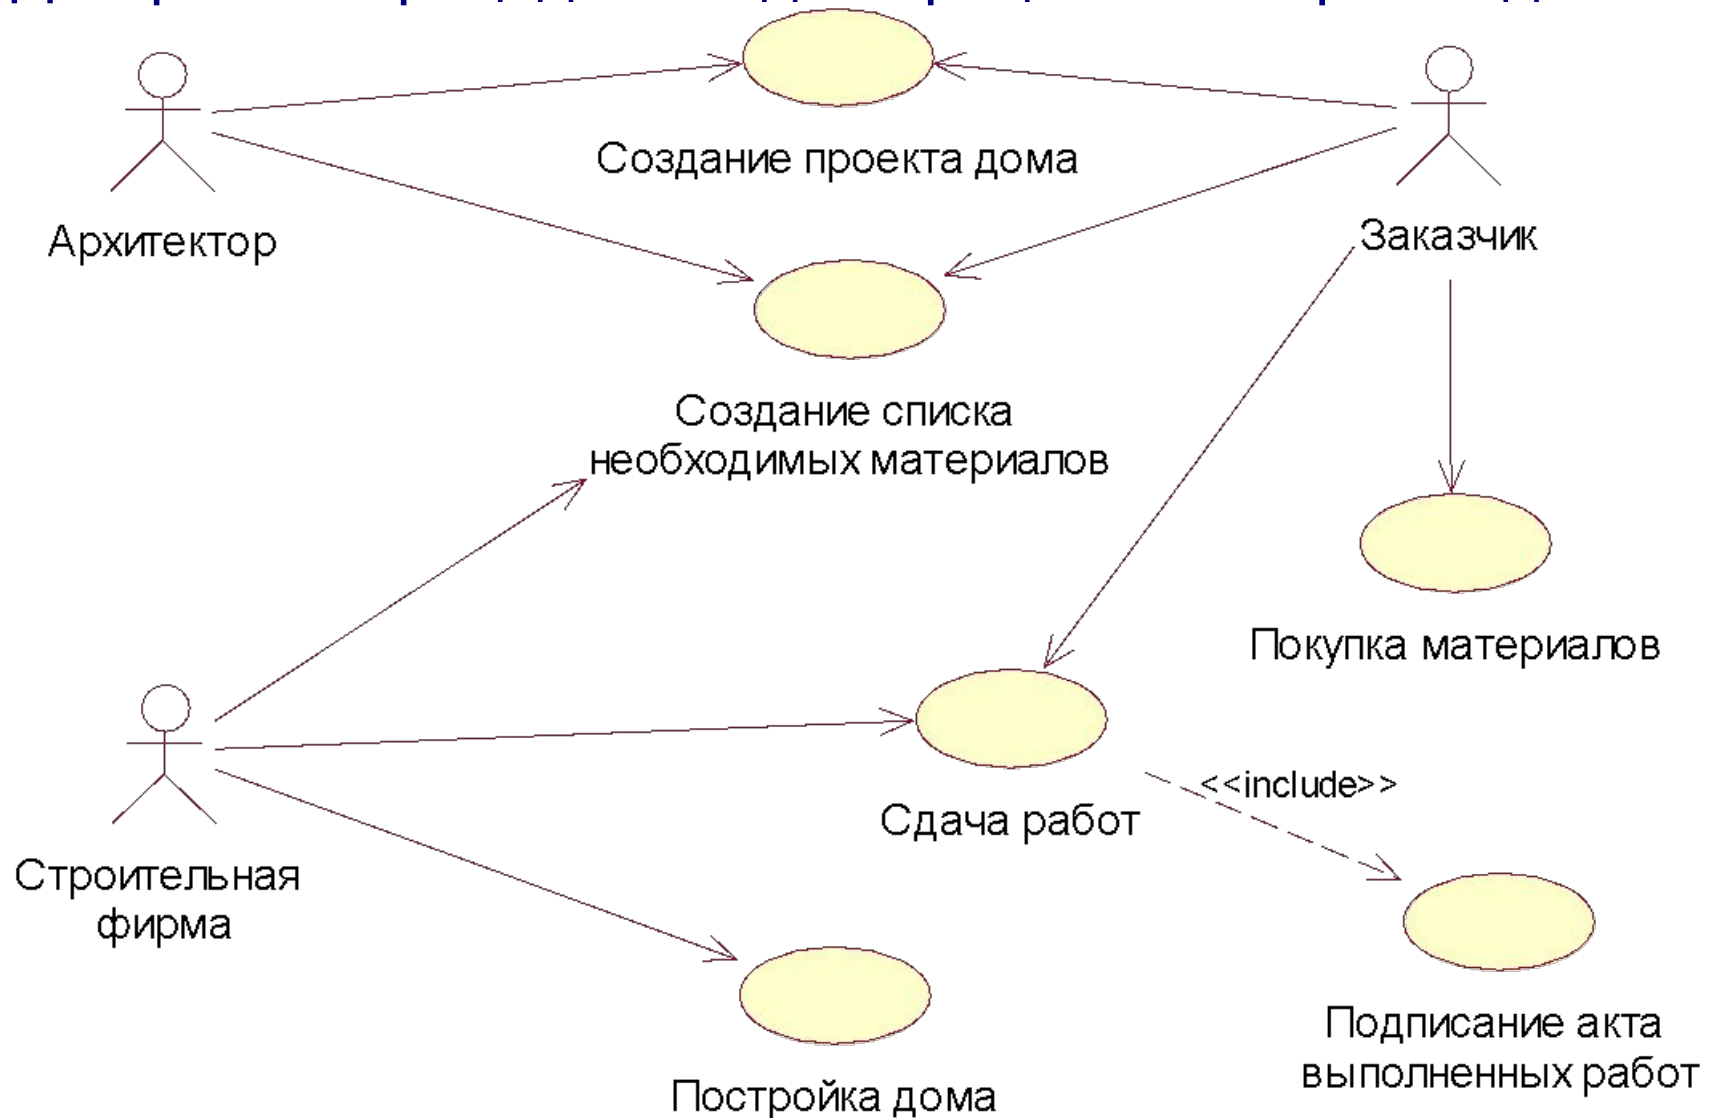 Создание проекта дома
Архитектор
Заказчик
Создание списка
необходимых материалов
Покупка материалов
<<include>>
Сдача работ
Строительная
фирма
Подписание акта
выполненных работ
Постройка дома